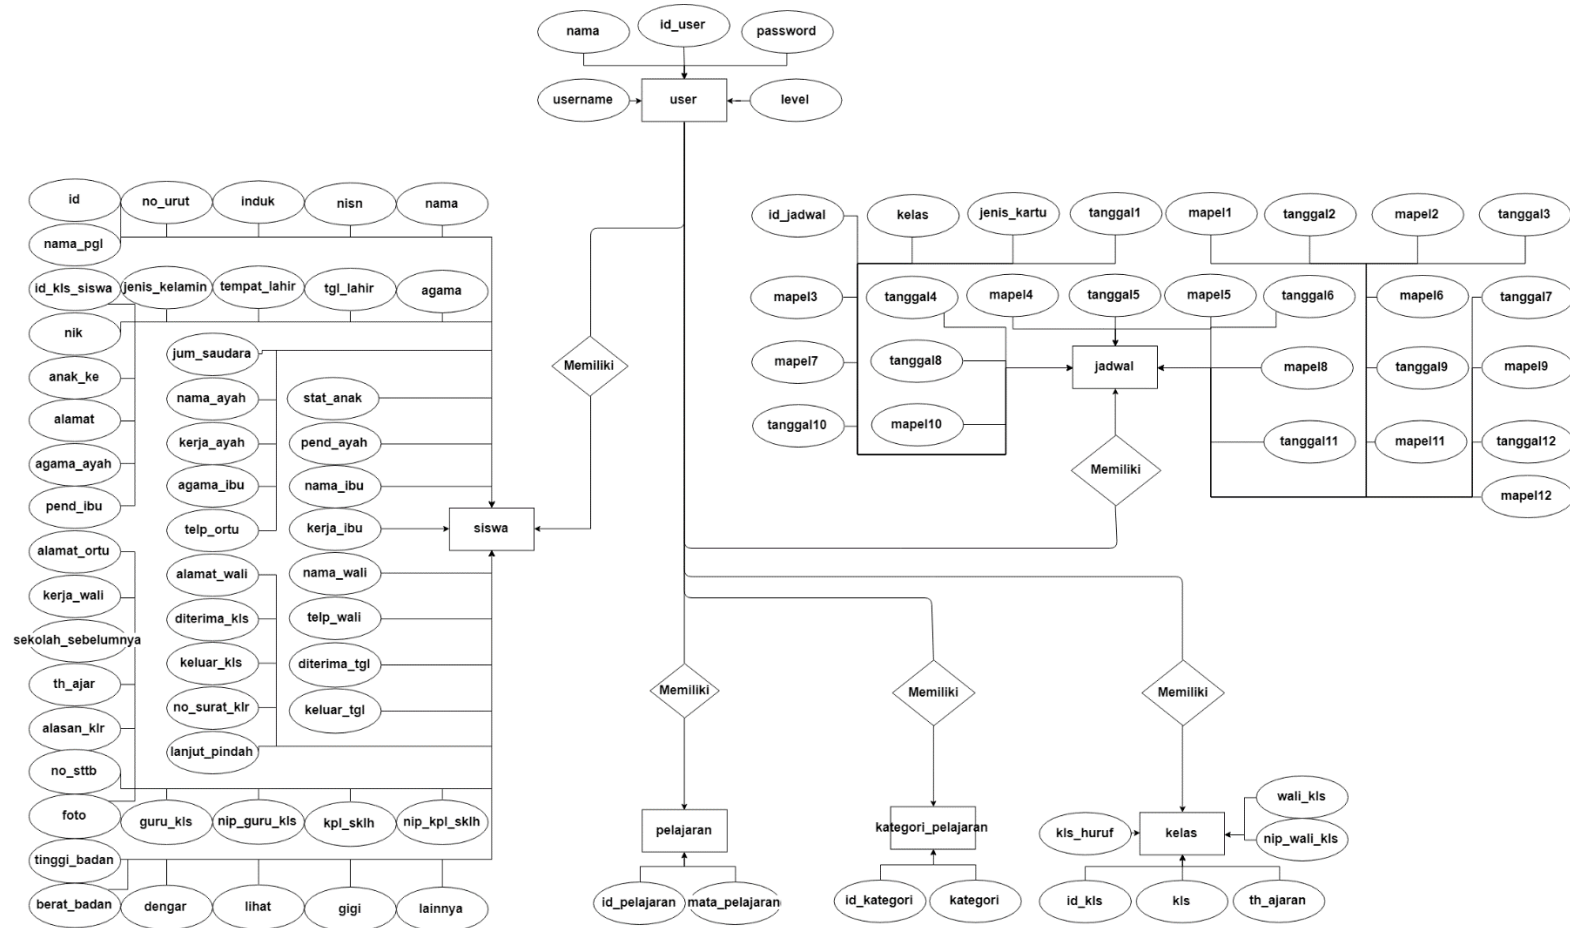 nama
id_user
password
username
user
level
id
no_urut
induk
nisn
nama
nama_pgl
id_kls_siswa
jenis_kelamin
tempat_lahir
tgl_lahir
agama
nik
jum_saudara
anak_ke
nama_ayah
stat_anak
alamat
kerja_ayah
pend_ayah
agama_ayah
agama_ibu
nama_ibu
pend_ibu
telp_ortu
kerja_ibu
siswa
Memiliki
alamat_ortu
alamat_wali
nama_wali
kerja_wali
diterima_kls
telp_wali
sekolah_sebelumnya
keluar_kls
diterima_tgl
th_ajar
no_surat_klr
keluar_tgl
alasan_klr
lanjut_pindah
no_sttb
foto
guru_kls
nip_guru_kls
kpl_sklh
nip_kpl_sklh
tinggi_badan
berat_badan
dengar
lihat
gigi
lainnya
id_jadwal
kelas
jenis_kartu
tanggal1
mapel1
tanggal2
mapel2
tanggal3
mapel3
tanggal4
mapel4
tanggal5
mapel5
tanggal6
mapel6
tanggal7
mapel7
tanggal8
jadwal
mapel8
tanggal9
mapel9
tanggal10
mapel10
Memiliki
tanggal11
mapel11
tanggal12
mapel12
Memiliki
Memiliki
Memiliki
pelajaran
id_pelajaran
mata_pelajaran
kategori_pelajaran
id_kategori
kategori
kls_huruf
kelas
wali_kls
nip_wali_kls
id_kls
kls
th_ajaran